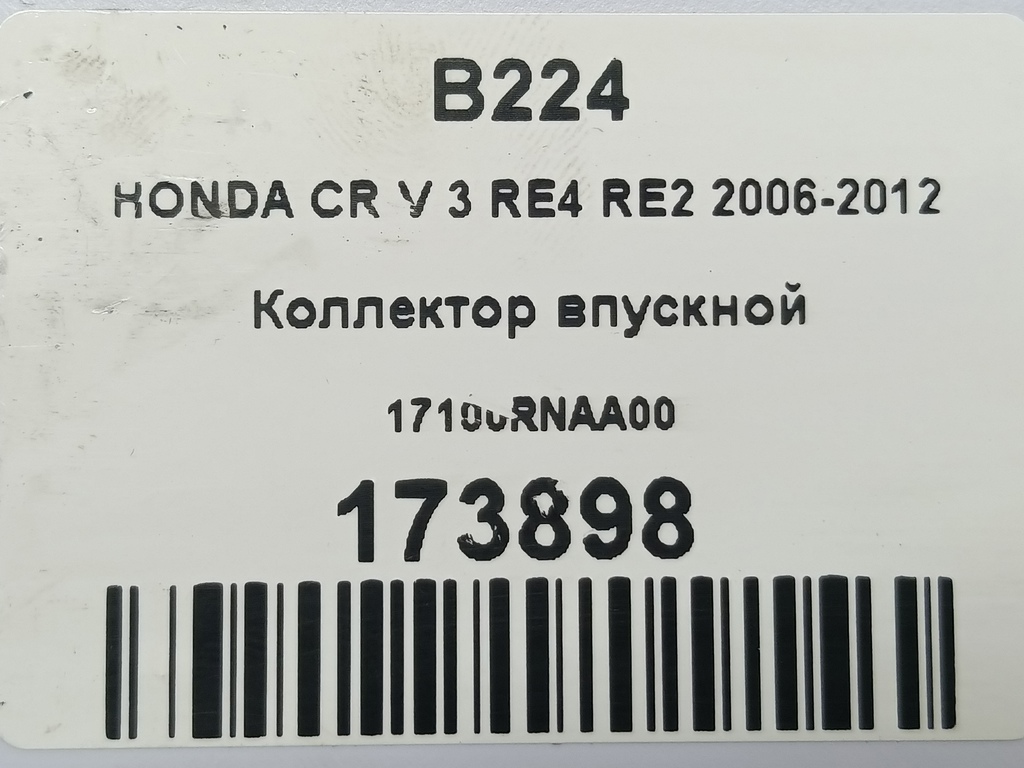 B224
HONDA CR V 3 RE4 RE2 2006-2012
Коллектор впускной
17100RNAA00
173898